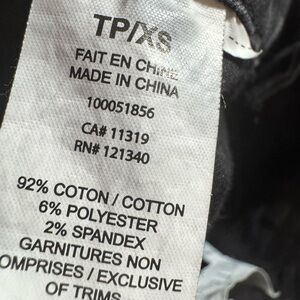 TP/XS
FAIT EN CHINE
MADE IN CHINA
100051856
CA# 11319
RN# 121340
92% COTON / COTTON
6% POLYESTER
2% SPANDEX
GARNITURES NON
OMPRISES / EXCLUSIVE
OF TRIMS